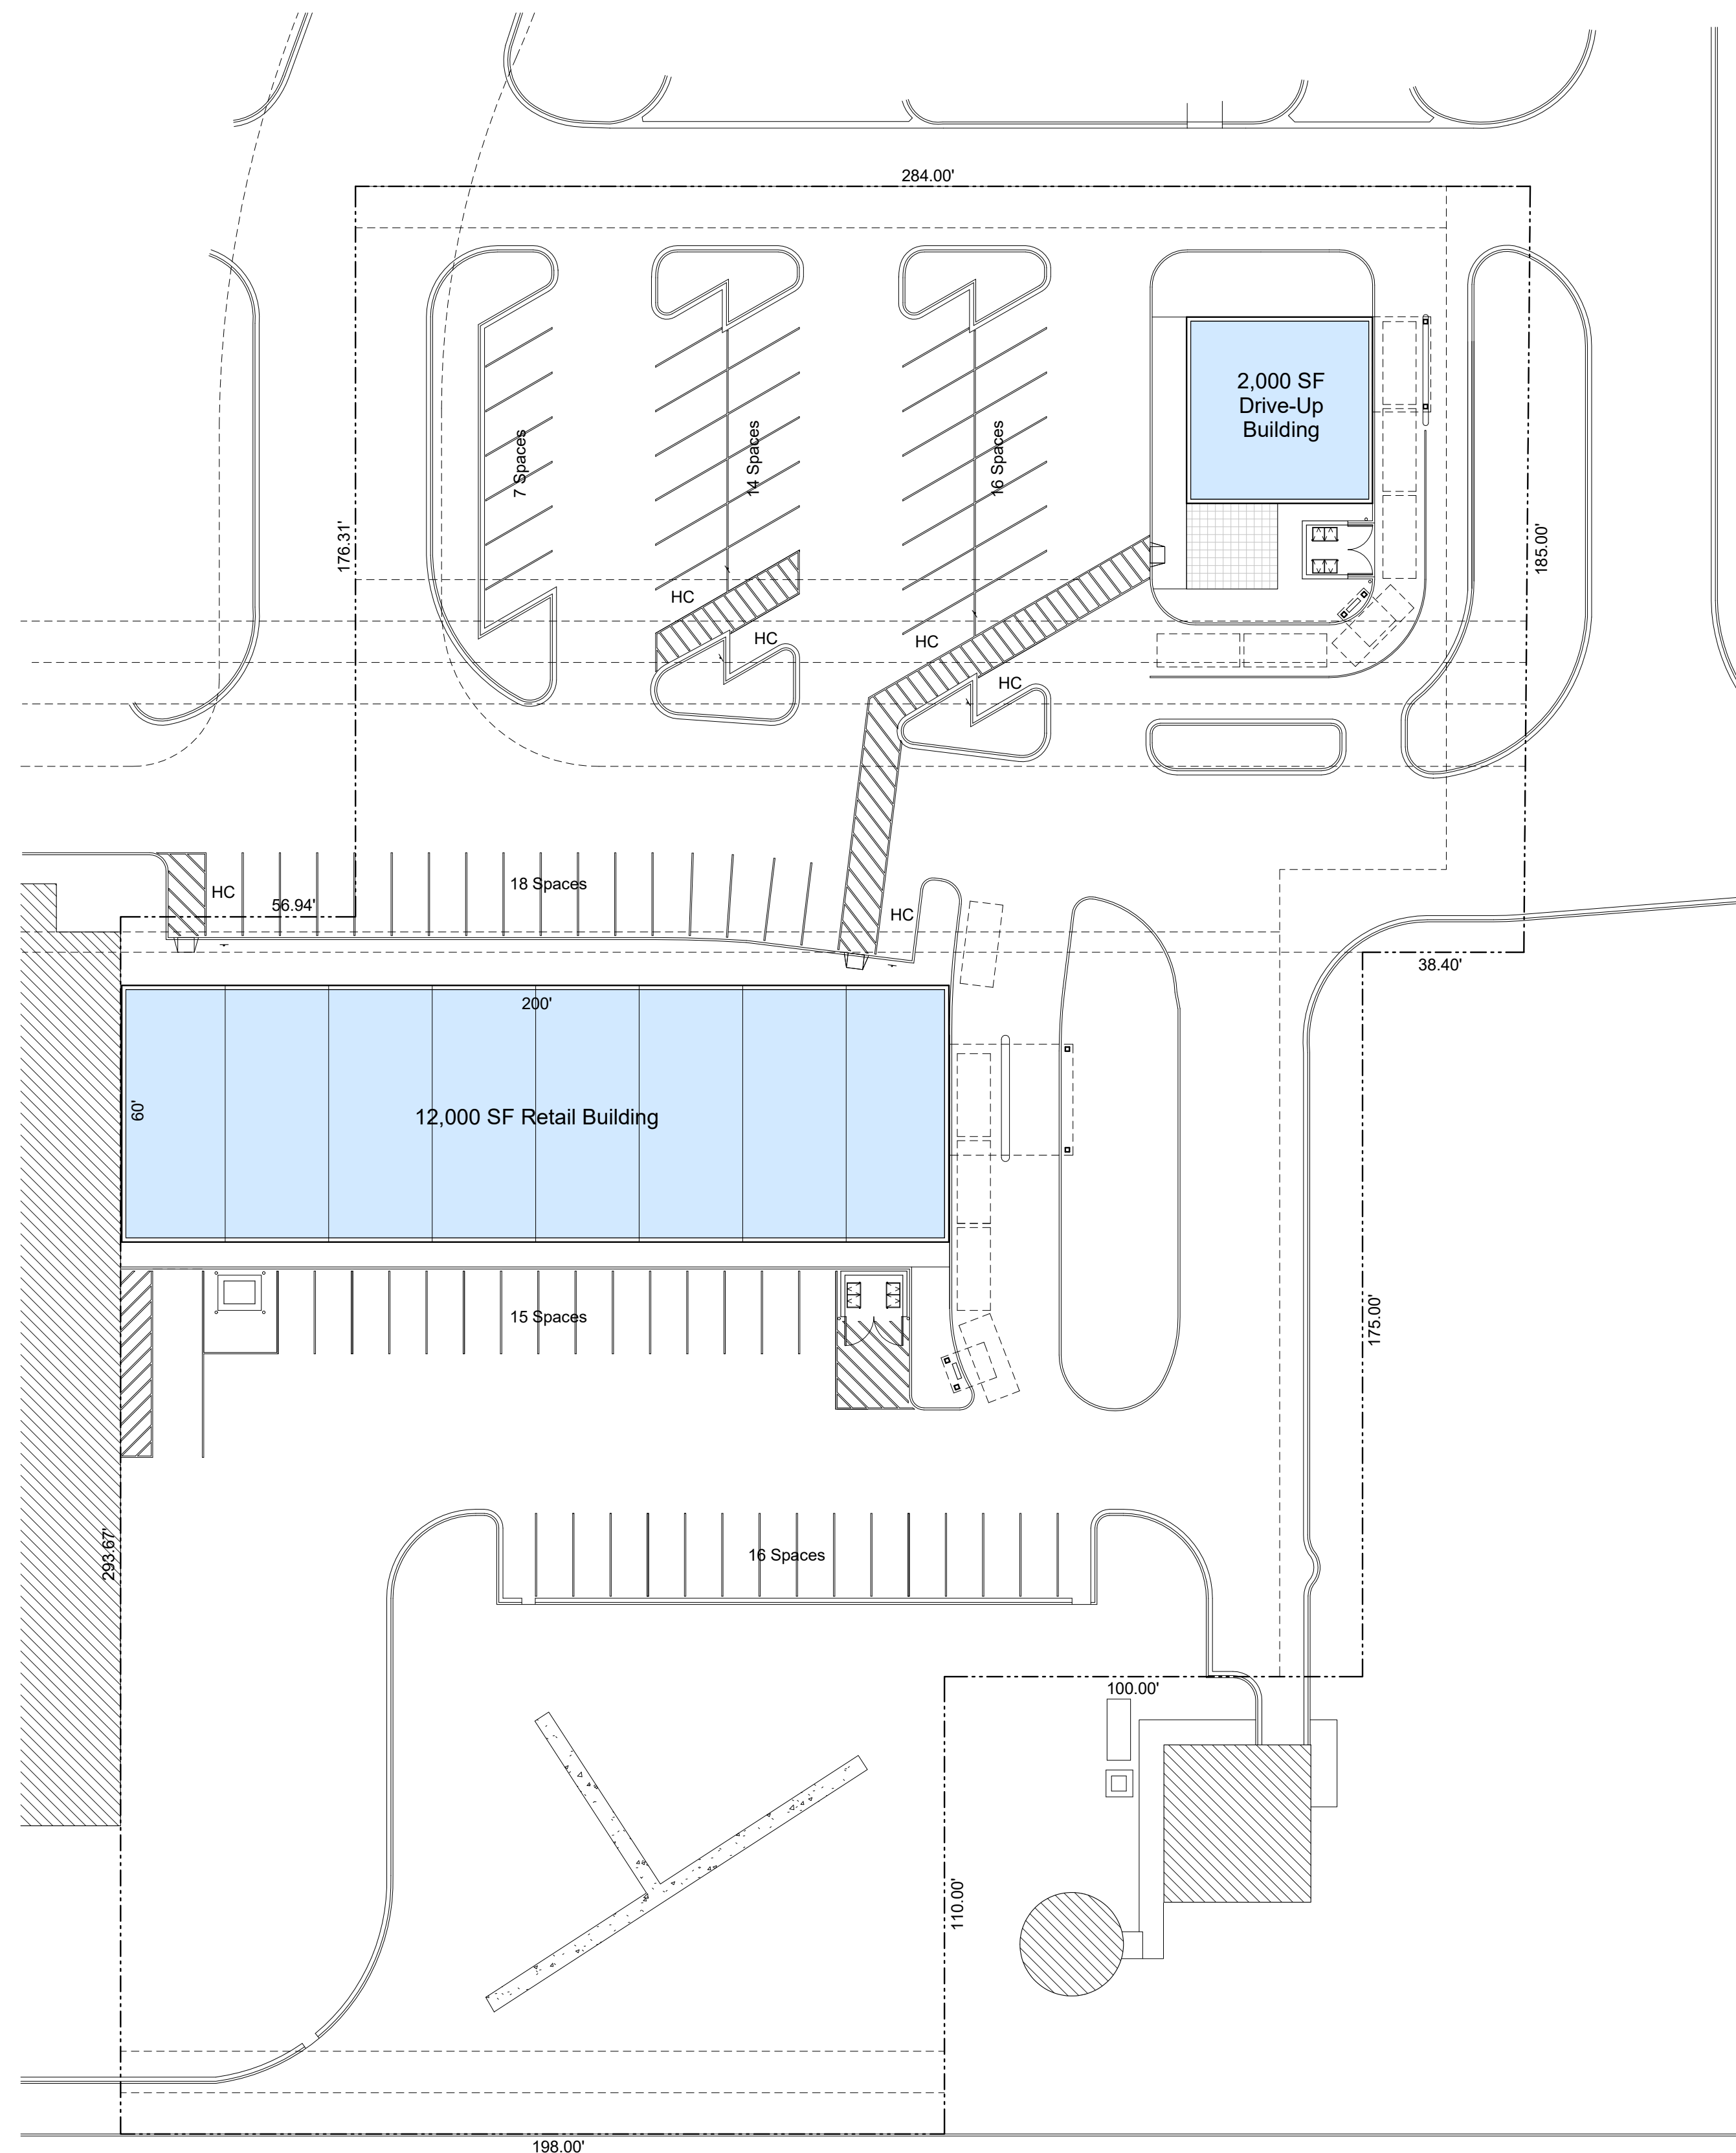 284.00'
2,000 SF
Drive-Up
Building
7 Spaces
14 Spaces
16 Spaces
176.31'
185.00'
HC
HC
HC
HC
18 Spaces
HC
56.94'
HC
38.40'
200'
60'
12,000 SF Retail Building
15 Spaces
175.00'
293.67'
16 Spaces
100.00'
110.00'
198.00'